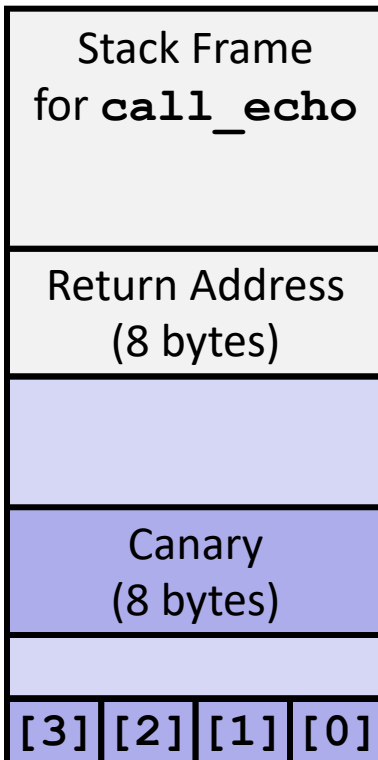 Stack Frame
for call_echo
Return Address
(8 bytes)
Canary
(8 bytes)
[3] [2] [1] [0]